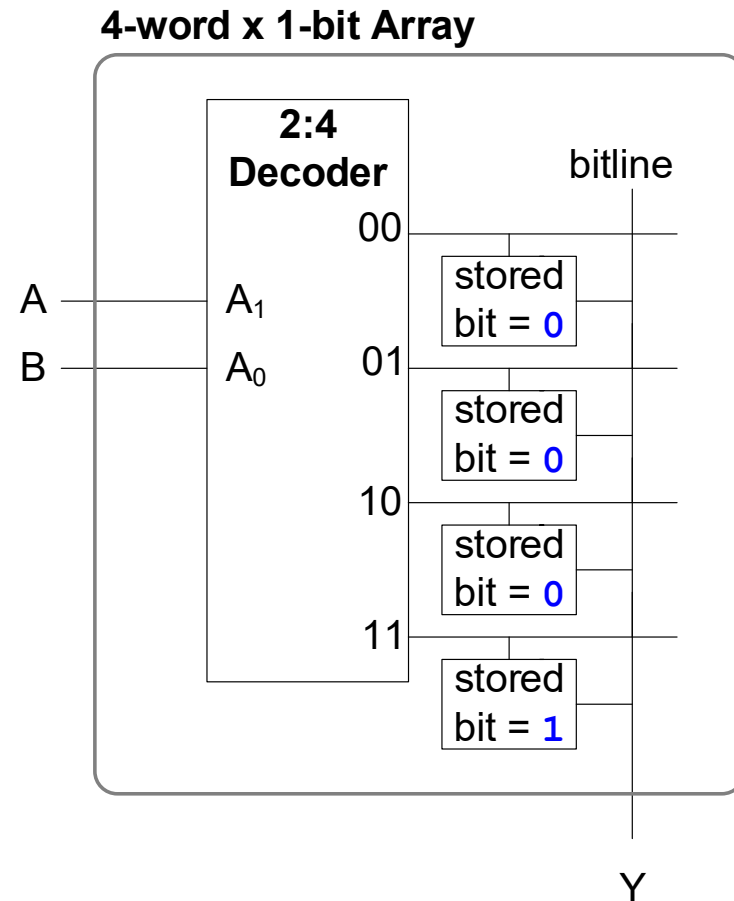 4-word x 1-bit Array
2:4
Decoder
bitline
00
stored
bit = 0
A
A₁
B
A₀
01
stored
bit = 0
10
stored
bit = 0
11
stored
bit = 1
Y